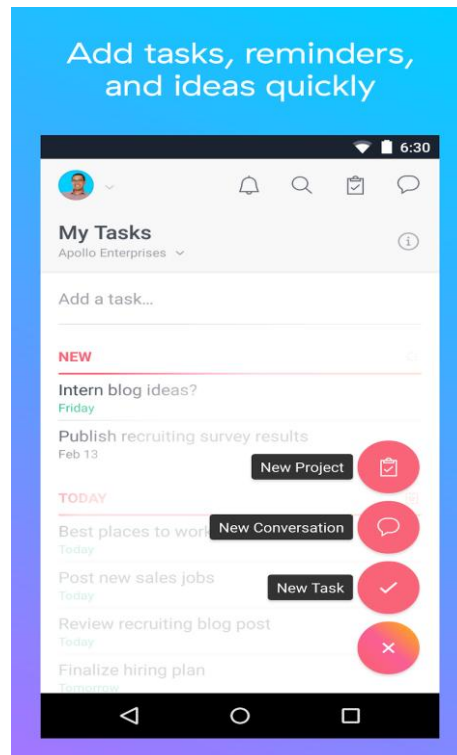 Add tasks, reminders,
and ideas quickly
6:30
My Tasks
Apollo Enterprises
Add a task...
NEW
Intern blog ideas?
Friday
Publish recruiting survey results
Feb 13
New Project
TODAY
Best places to work
New Conversation
Today
Post new sales jobs
New Task
Today
Review recruiting blog post
Today
Finalize hiring plan
Tomorrow